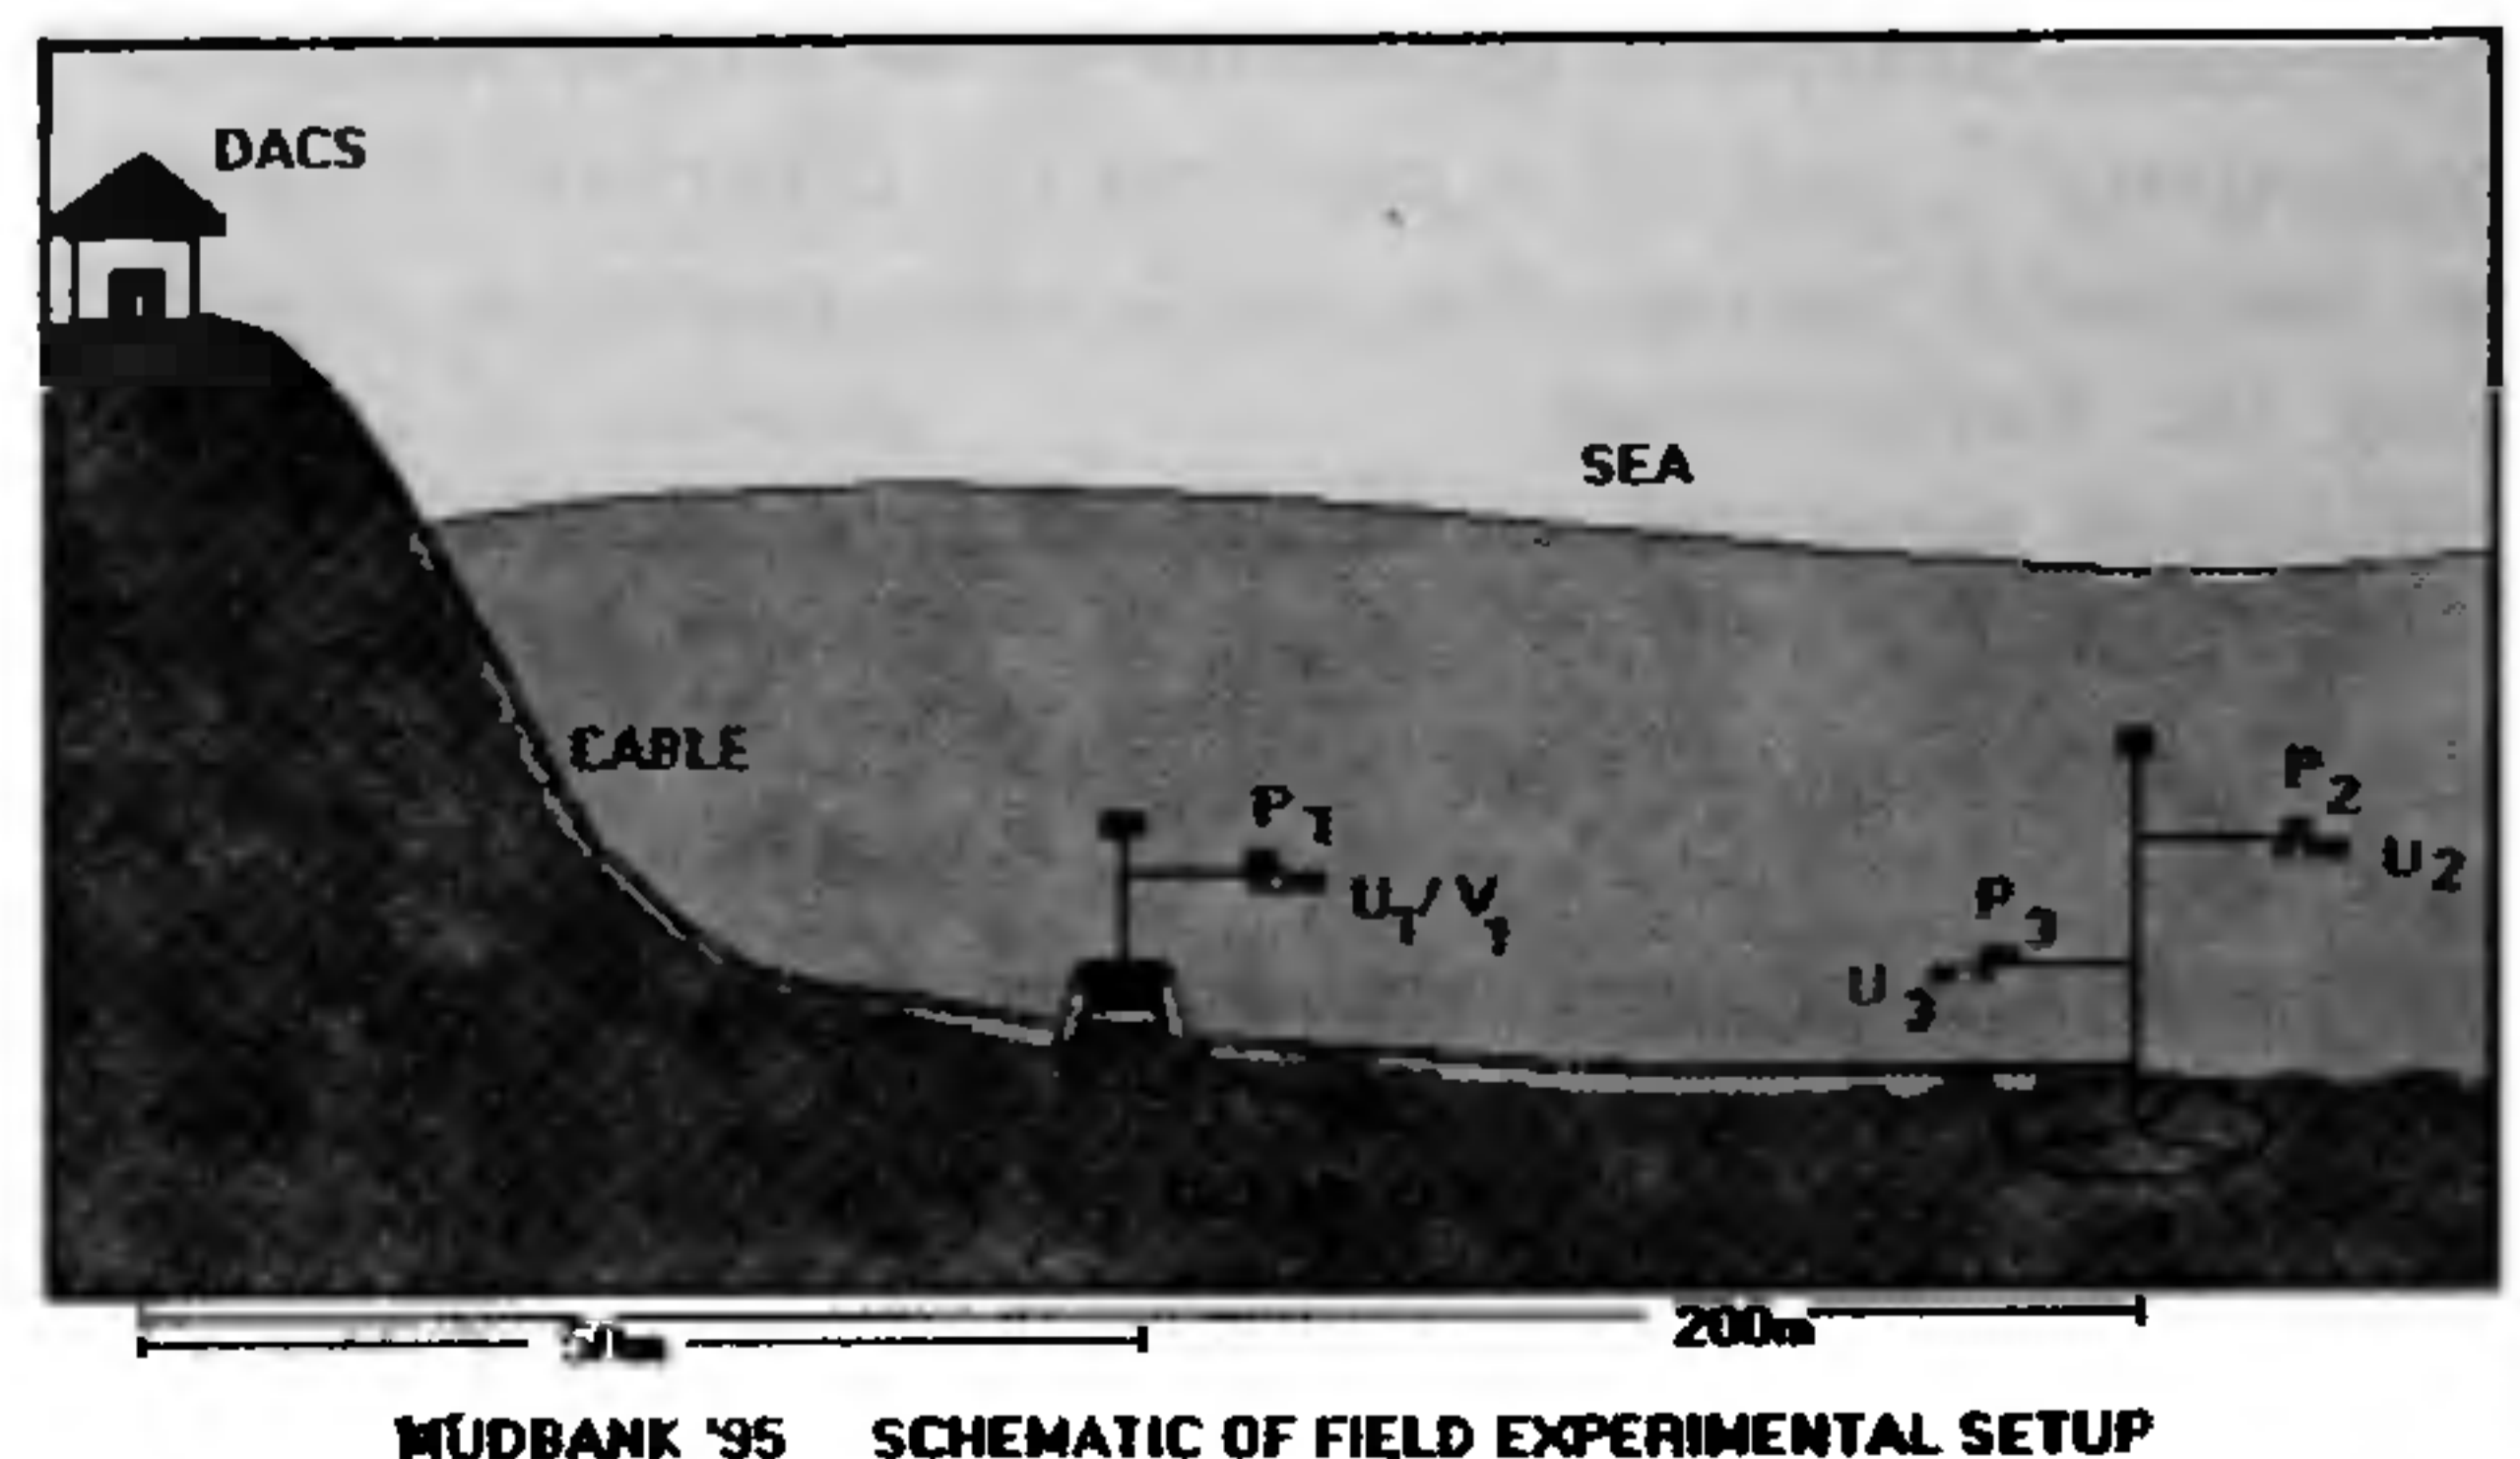 DACS
SEA
CABLE
P1
P2
U1/V1
U2
P3
U3
200m
MUDBANK '95 SCHEMATIC OF FIELD EXPERIMENTAL SETUP